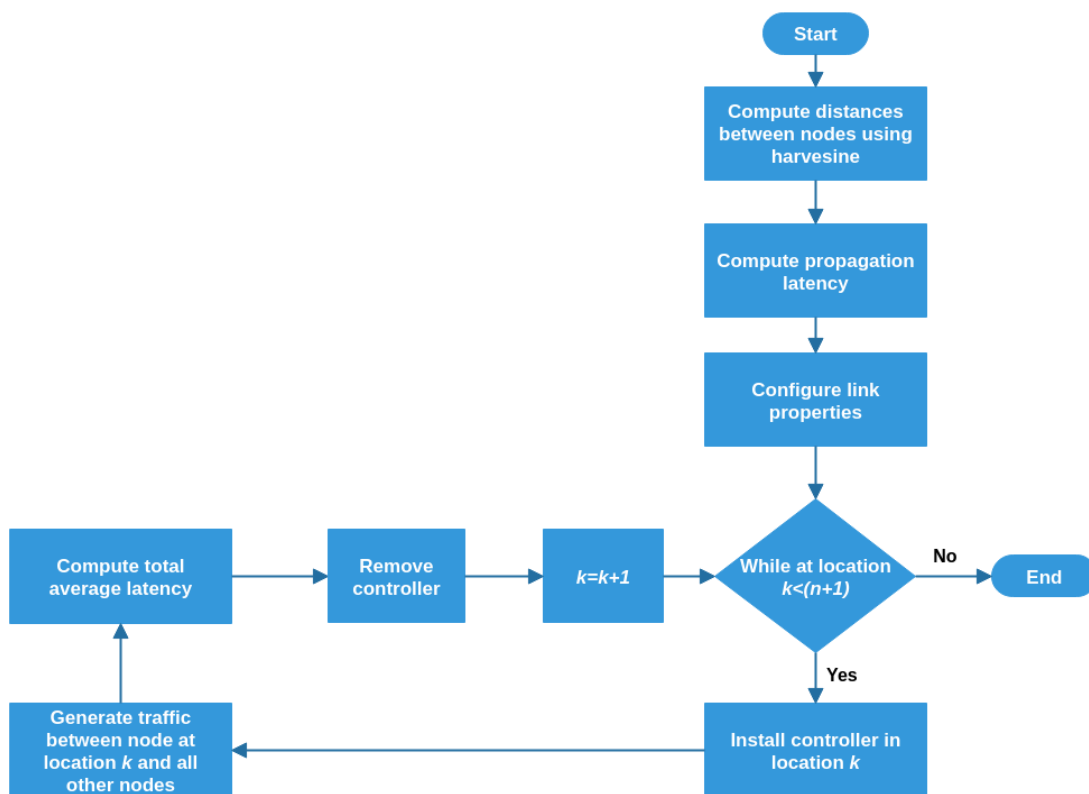 Start
Compute distances
between nodes using
harvesine
Compute propagation
latency
Configure link
properties
While at location
k<(n+1)
No
End
Yes
Install controller in
location k
Generate traffic
between node at
location k and all
other nodes
Compute total
average latency
Remove
controller
k=k+1